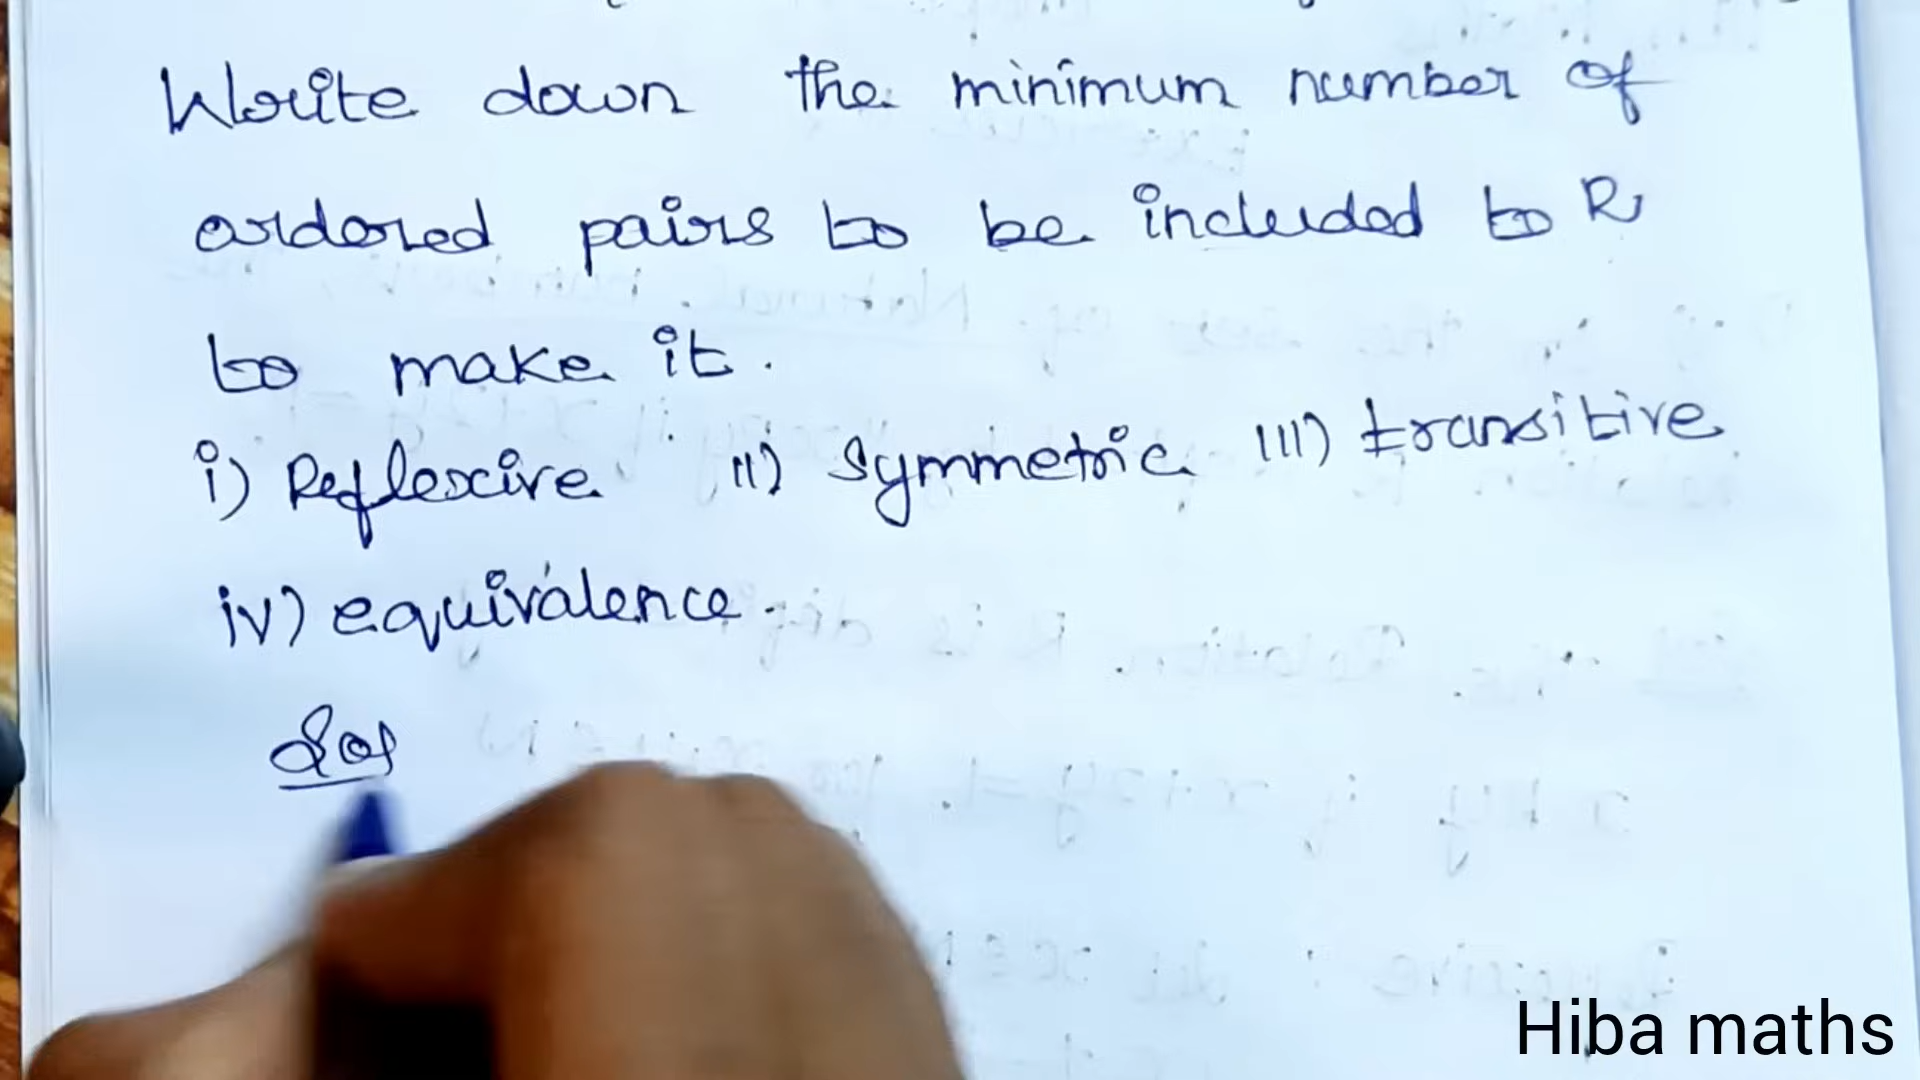 Write down the minimum number of
ordered pairs to be included to R
to make it.
i) Reflexive ii) Symmetric III) transitive
iv) equivalence.
Sol
Hiba maths